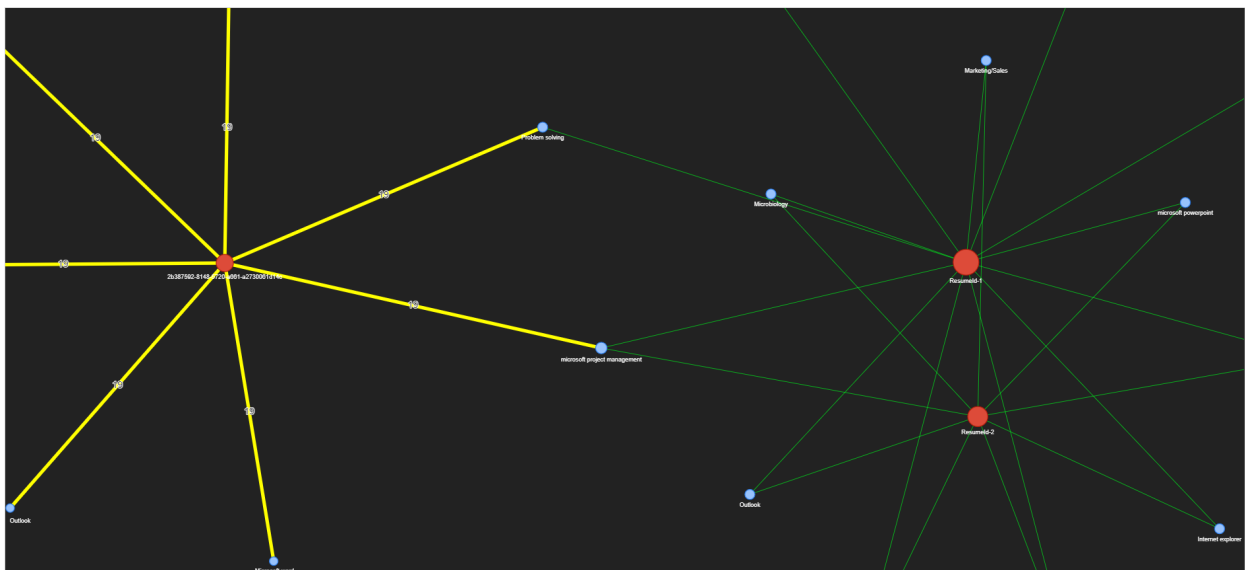 Marketing/Sales
19
19
Problem solving
19
Microbiology
microsoft powerpoint
19
ResumeId-1
19
microsoft project management
19
19
ResumeId-2
Outlook
Outlook
Internet explorer